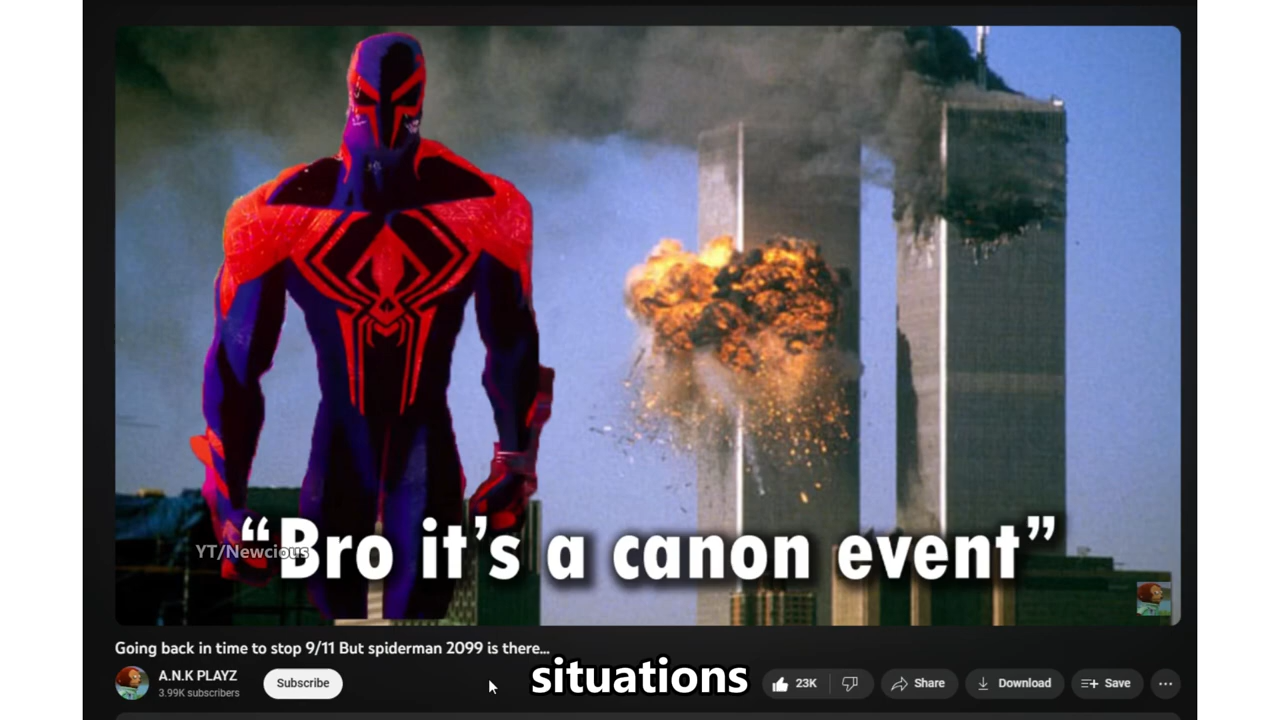 “Bro it’s a canon event”
YT/Newcious
Going back in time to stop 9/11 But spiderman 2099 is there...
A.N.K PLAYZ
3.99K subscribers
Subscribe
situations
23K
Share
Download
Save